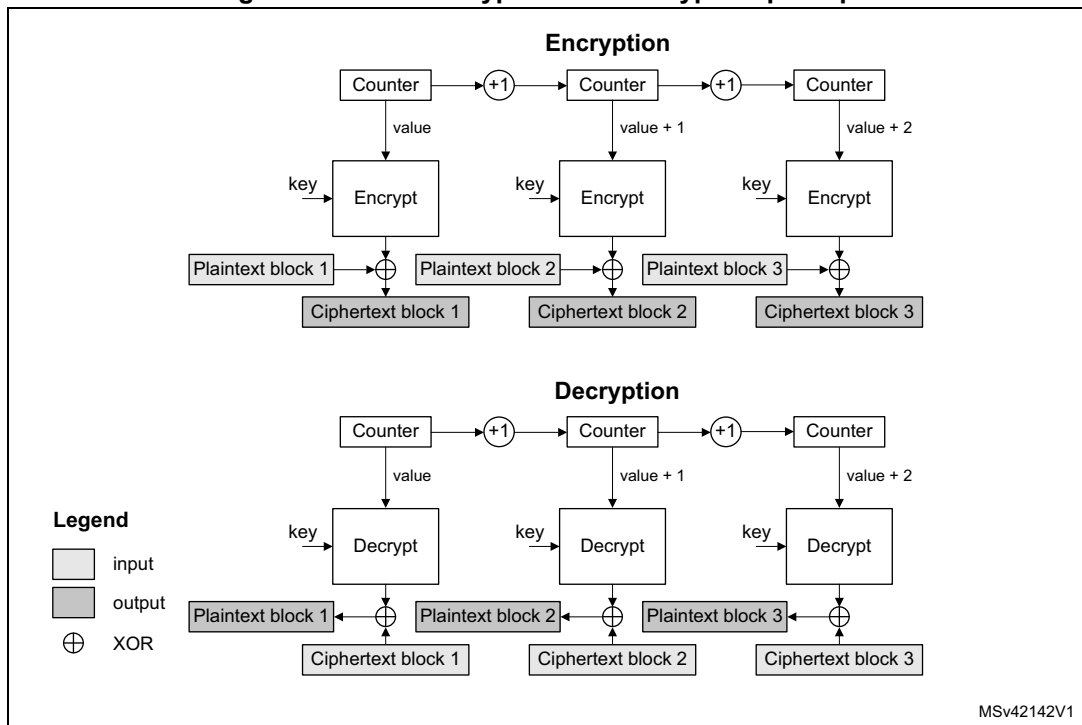 Encryption
Counter +1 Counter +1 Counter
value value + 1 value + 2
key Encrypt key Encrypt key Encrypt
Plaintext block 1 Plaintext block 2 Plaintext block 3
Ciphertext block 1 Ciphertext block 2 Ciphertext block 3
Decryption
Counter +1 Counter +1 Counter
value value + 1 value + 2
Legend
key Decrypt key Decrypt key Decrypt
input
output
Plaintext block 1 Plaintext block 2 Plaintext block 3
XOR
Ciphertext block 1 Ciphertext block 2 Ciphertext block 3
MSv42142V1